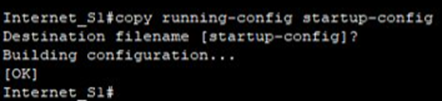 Internet_S1#copy running-config startup-config
Destination filename [startup-config]?
Building configuration...
[OK]
Internet_S1#